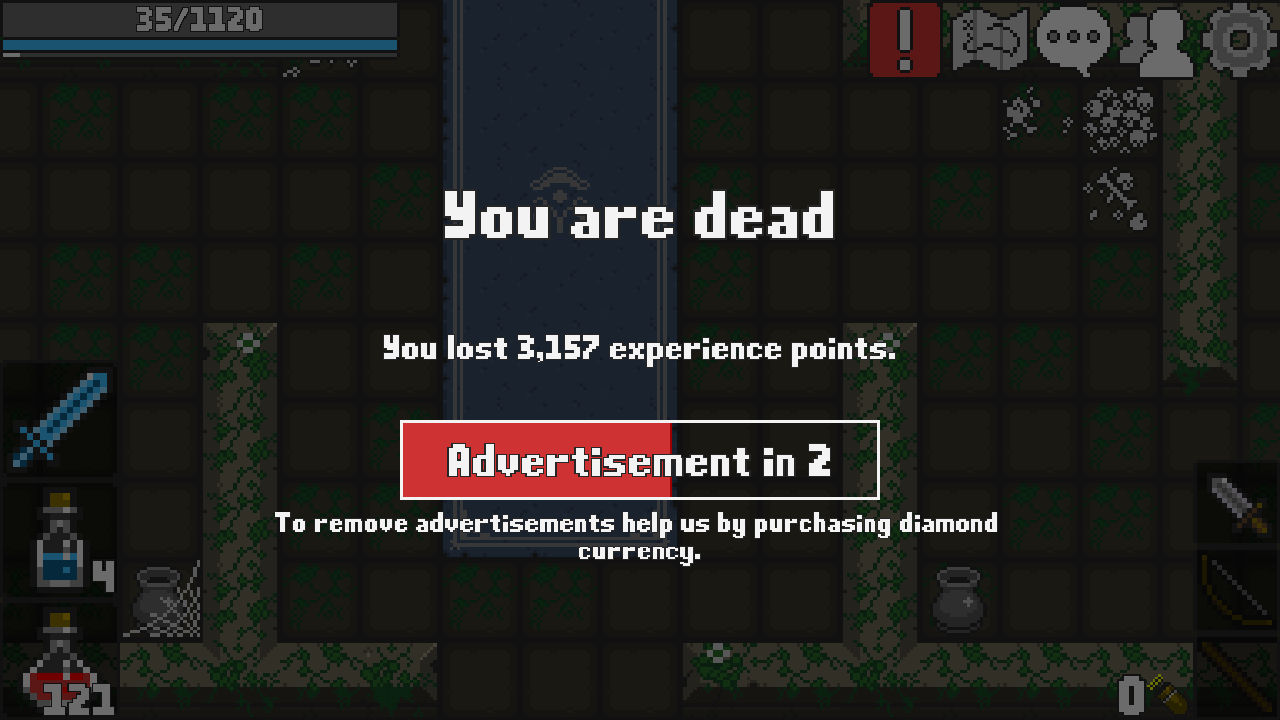 35/1120
You are dead
You lost 3,157 experience points.
Advertisement in 2
To remove advertisements help us by purchasing diamond
currency.
4
121
0